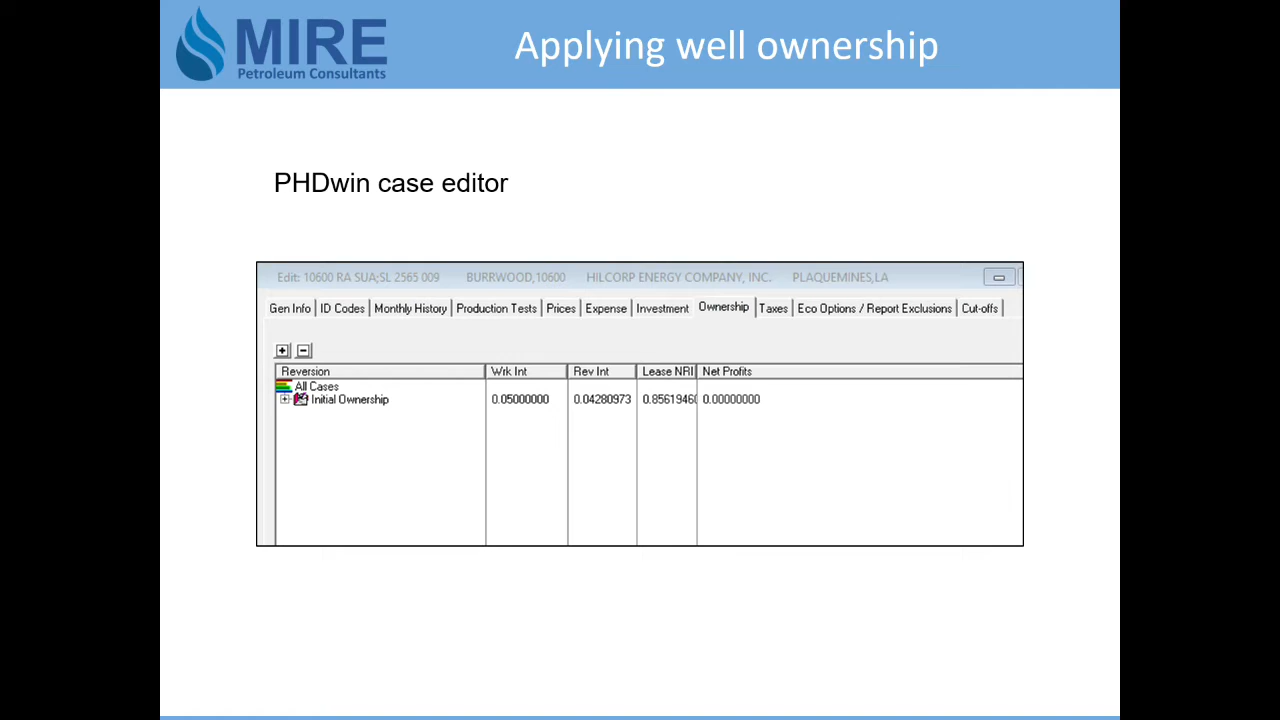 MIRE
Petroleum Consultants
Applying well ownership
PHDwin case editor
Edit: 10600 RA SUA;SL 2565 009 BURRWOOD,10600 HILCORP ENERGY COMPANY, INC. PLAQUEMINES,LA
Gen Info ID Codes Monthly History Production Tests Prices Expense Investment Ownership Taxes Eco Options / Report Exclusions Cut-offs
Reversion Wrk Int Rev Int Lease NRI Net Profits
All Cases
Initial Ownership 0.05000000 0.04280973 0.8561946 0.00000000